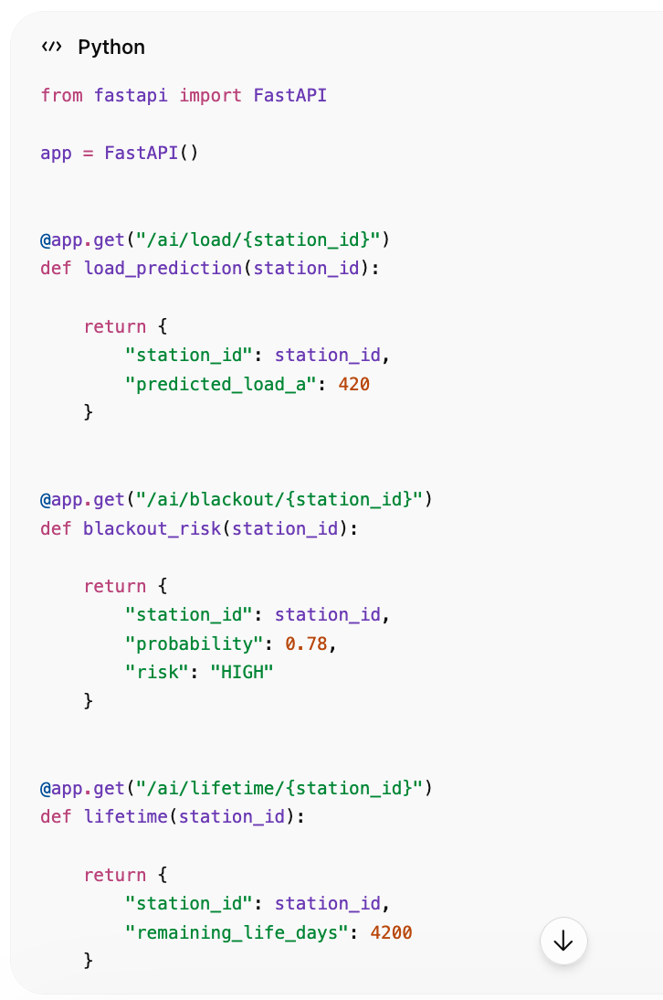 Python
from fastapi import FastAPI
app = FastAPI()
@app.get("/ai/load/{station_id}")
def load_prediction(station_id):
    return {
        "station_id": station_id,
        "predicted_load_a": 420
    }
@app.get("/ai/blackout/{station_id}")
def blackout_risk(station_id):
    return {
        "station_id": station_id,
        "probability": 0.78,
        "risk": "HIGH"
    }
@app.get("/ai/lifetime/{station_id}")
def lifetime(station_id):
    return {
        "station_id": station_id,
        "remaining_life_days": 4200
    }